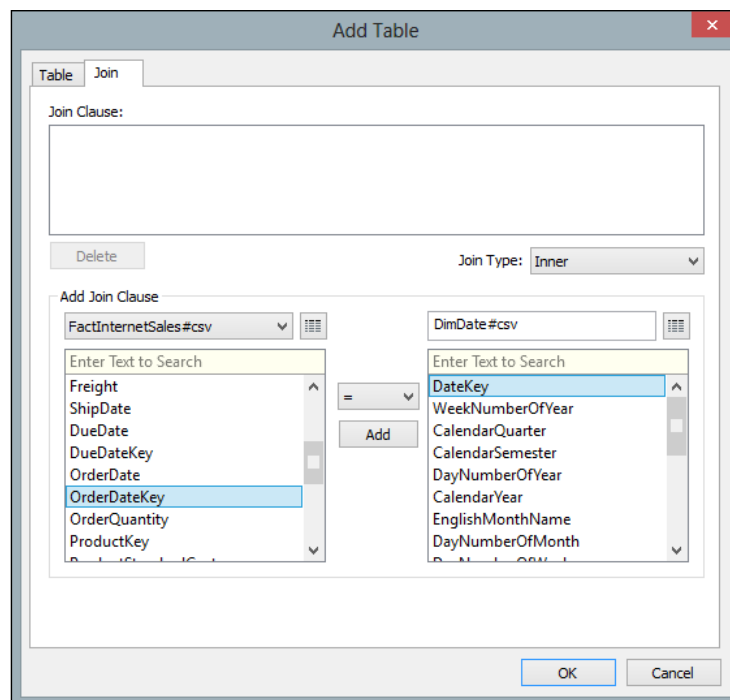 Add Table
Table Join
Join Clause:
Delete
Join Type: Inner
Add Join Clause
FactInternetSales#csv
DimDate#csv
Enter Text to Search
Freight
ShipDate
DueDate
DueDateKey
OrderDate
OrderDateKey
OrderQuantity
ProductKey
=
Add
Enter Text to Search
DateKey
WeekNumberOfYear
CalendarQuarter
CalendarSemester
DayNumberOfYear
CalendarYear
EnglishMonthName
DayNumberOfMonth
OK Cancel